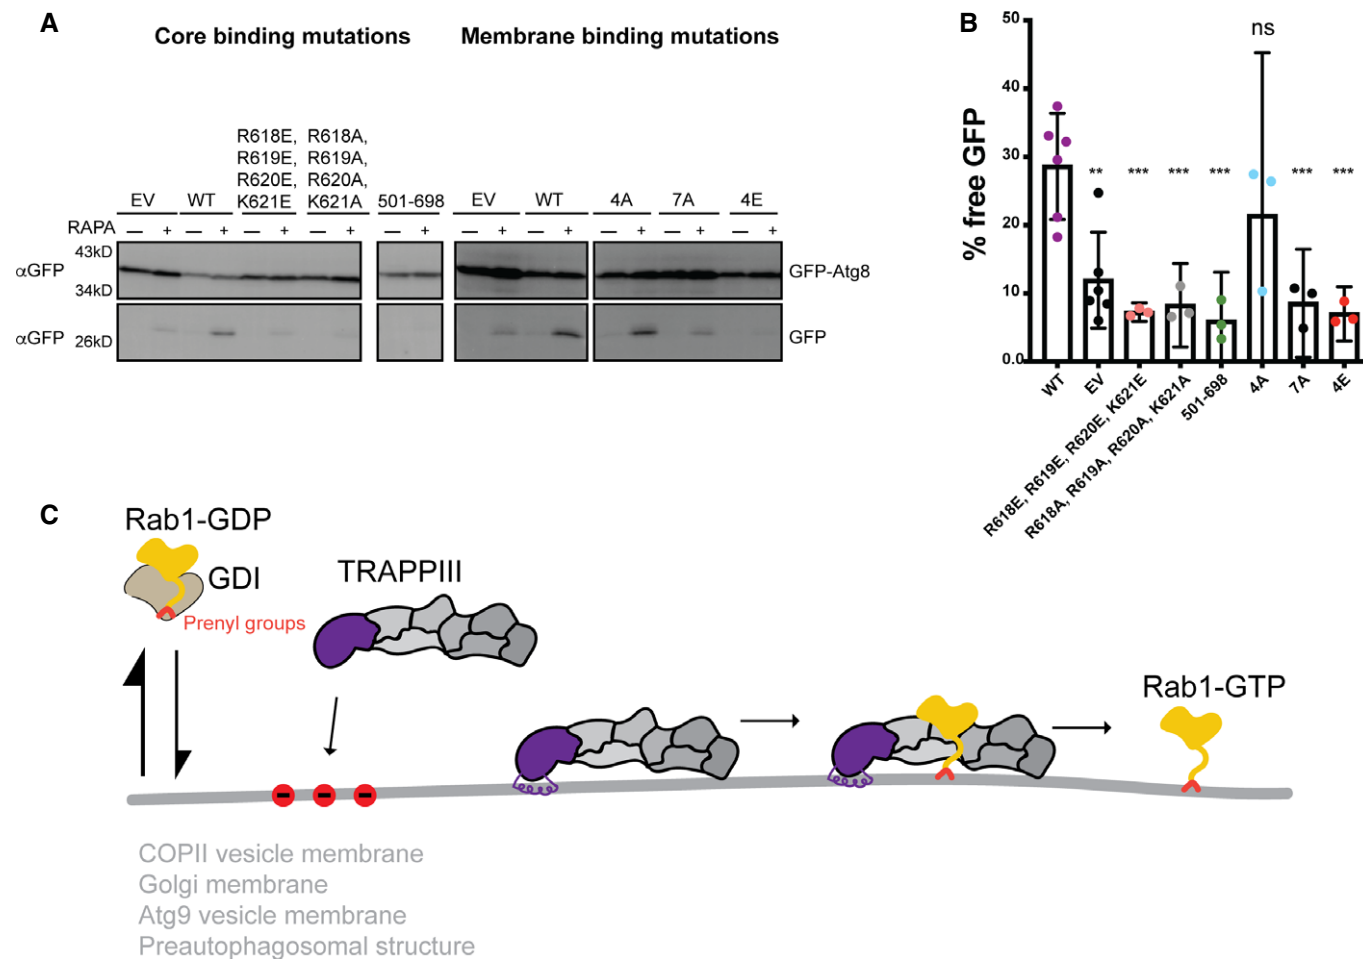 A
Core binding mutations
Membrane binding mutations
R618E, R618A,
R619E, R619A,
R620E, R620A,
EV WT K621E K621A 501-698 EV WT 4A 7A 4E
RAPA — + — + — + — + — + — + — + — + — + — +
43kD
αGFP
34kD
GFP-Atg8
αGFP
26kD
GFP
B
% free GFP
50
40
30
20
10
0.0
ns
** *** *** *** *** ***
WT
EV
R618E, R619E, R620E, K621E
R618A, R619A, R620A, K621A
501-698
4A
7A
4E
C
Rab1-GDP
GDI
Prenyl groups
TRAPPIII
Rab1-GTP
COPII vesicle membrane
Golgi membrane
Atg9 vesicle membrane
Preautophagosomal structure